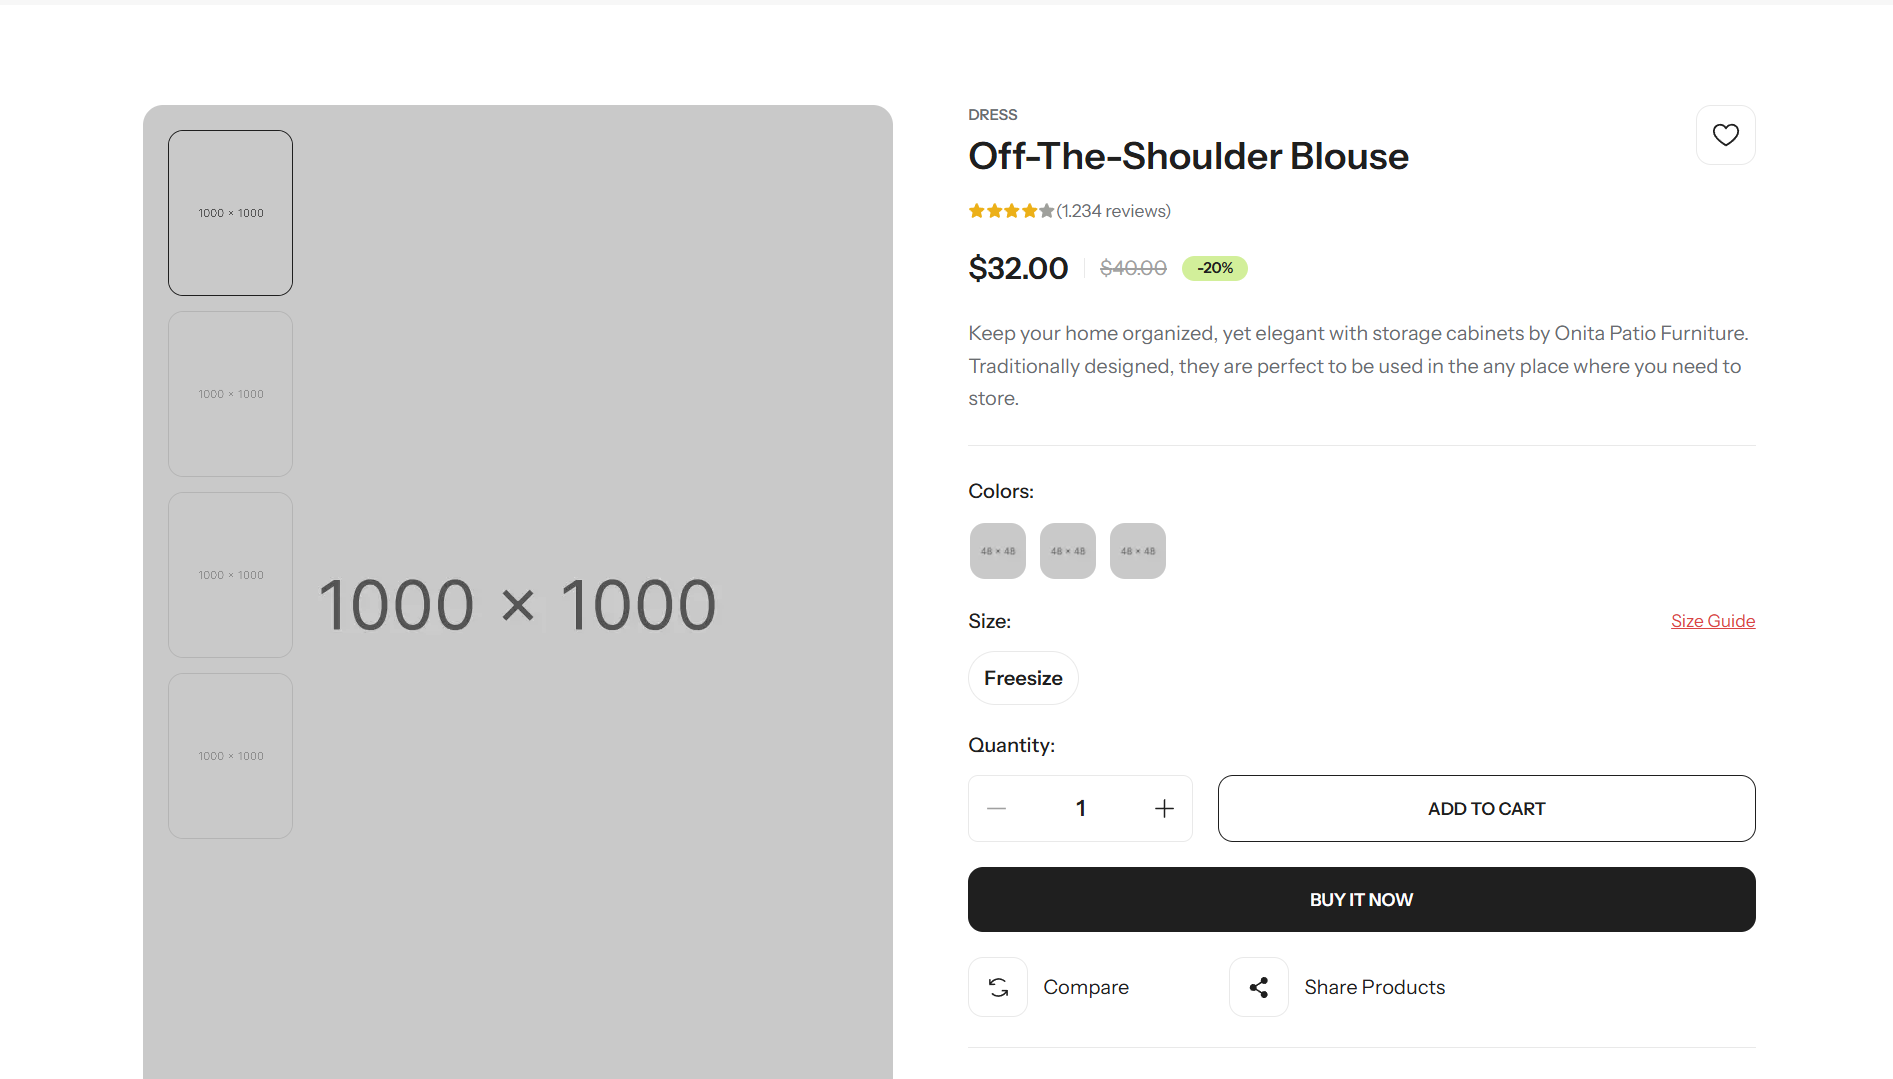 1000 × 1000
1000 × 1000
1000 × 1000
1000 × 1000
1000 × 1000
DRESS
Off-The-Shoulder Blouse
(1.234 reviews)
$32.00 $40.00 -20%
Keep your home organized, yet elegant with storage cabinets by Onita Patio Furniture.
Traditionally designed, they are perfect to be used in the any place where you need to
store.
Colors:
48 × 48 48 × 48 48 × 48
Size: Size Guide
Freesize
Quantity:
1 ADD TO CART
BUY IT NOW
Compare Share Products